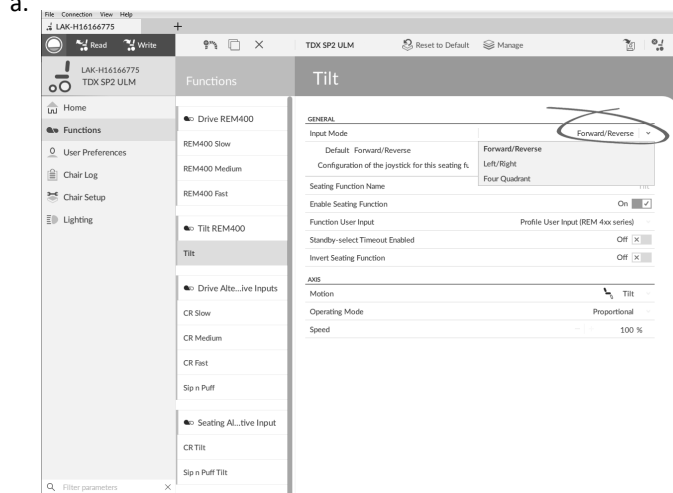 a.
File Connection View Help
LAK-H16166775 +
Read Write TDX SP2 ULM Reset to Default Manage
LAK-H16166775
TDX SP2 ULM
Functions
Tilt
Home
Functions
User Preferences
Chair Log
Chair Setup
Lighting
Filter parameters
Drive REM400
REM400 Slow
REM400 Medium
REM400 Fast
Tilt REM400
Tilt
Drive Alte...ive Inputs
CR Slow
CR Medium
CR Fast
Sip n Puff
Seating Al...tive Input
CR Tilt
Sip n Puff Tilt
GENERAL
Input Mode Forward/Reverse
Default Forward/Reverse
Configuration of the joystick for this seating fu
Forward/Reverse
Left/Right
Four Quadrant
Seating Function Name Tilt
Enable Seating Function On
Function User Input Profile User Input (REM 4xx series)
Standby-select Timeout Enabled Off
Invert Seating Function Off
AXIS
Motion Tilt
Operating Mode Proportional
Speed 100 %